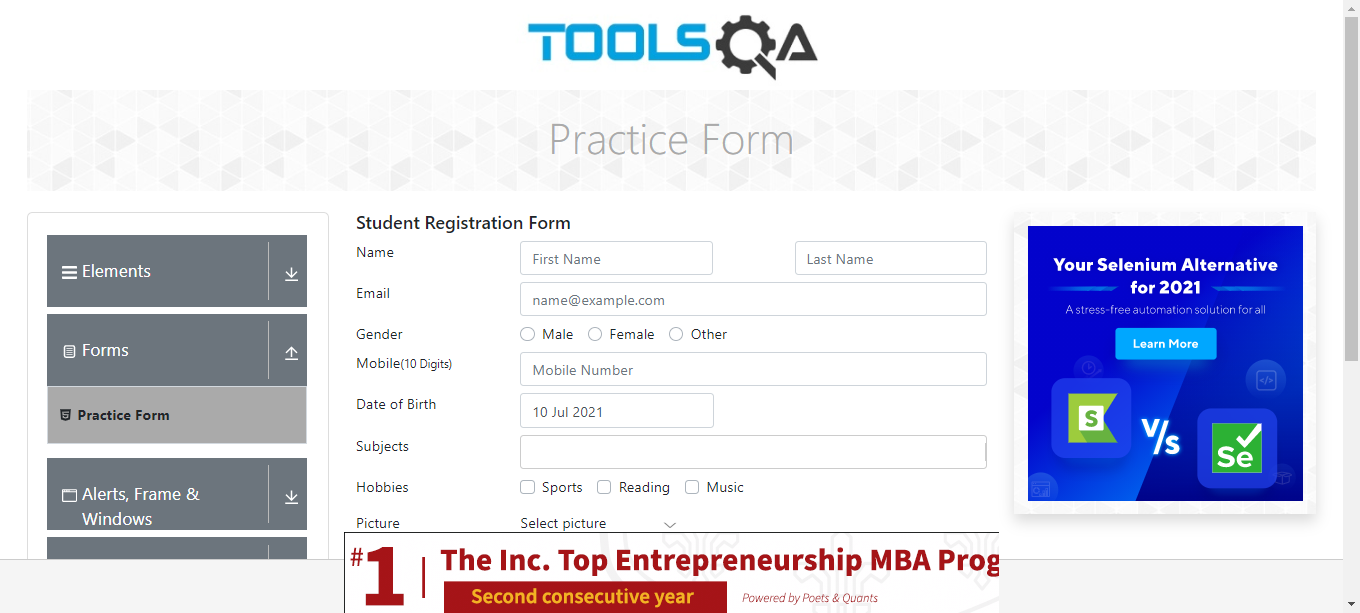 TOOLSQA
Practice Form
Elements
Forms
Practice Form
Alerts, Frame &
Windows
Student Registration Form
Name
First Name
Last Name
Email
name@example.com
Gender
Male
Female
Other
Mobile(10 Digits)
Mobile Number
Date of Birth
10 Jul 2021
Subjects
Hobbies
Sports
Reading
Music
Picture
Select picture
Your Selenium Alternative
for 2021
A stress-free automation solution for all
Learn More
</>
S
V/s
Se
#1
The Inc. Top Entrepreneurship MBA Prog
Second consecutive year
Powered by Poets & Quants